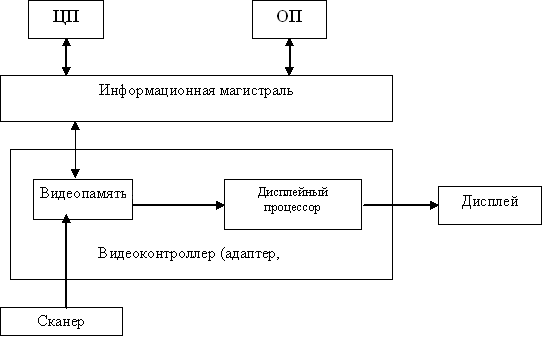 ЦП
ОП
Информационная магистраль
Видеопамять
Дисплейный
процессор
Дисплей
Видеоконтроллер (адаптер,
Сканер